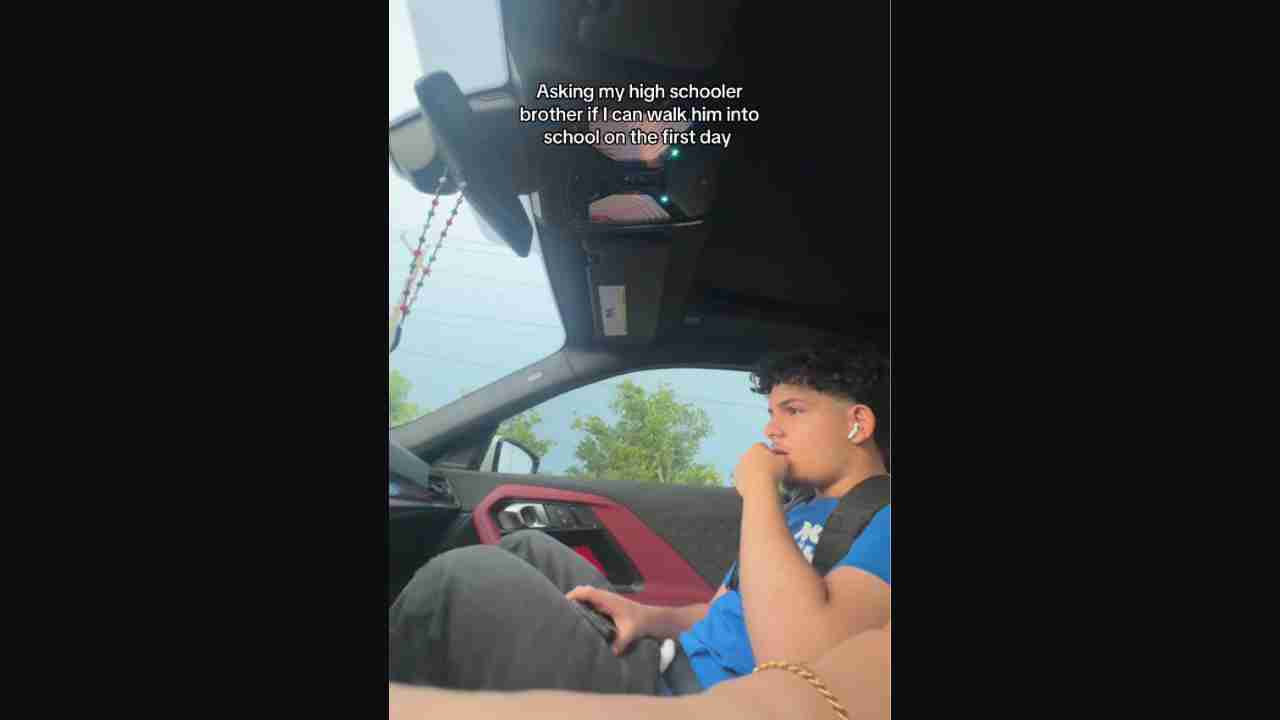 Asking my high schooler
brother if I can walk him into
school on the first day